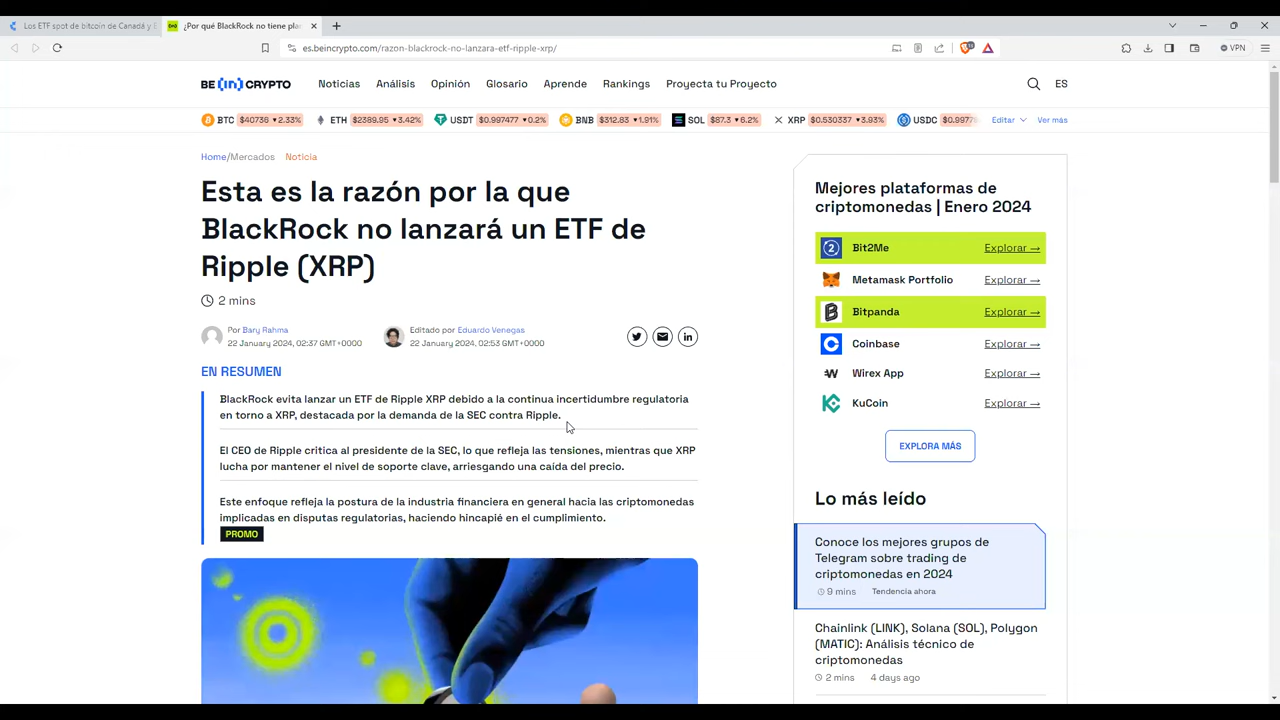 Los ETF spot de bitcoin de Canadá y E
¿Por qué BlackRock no tiene plan
es.beincrypto.com/razon-blackrock-no-lanzara-etf-ripple-xrp/
VPN
BE[in]CRYPTO Noticias Análisis Opinión Glosario Aprende Rankings Proyecta tu Proyecto ES
BTC $40736 ▾2.33% ETH $2389.95 ▾3.42% USDT $0.997477 ▾0.2% BNB $312.63 ▾1.91% SOL $87.3 ▾6.2% XRP $0.530337 ▾3.93% USDC $0.9977 Editar Ver más
Home/Mercados Noticia
Esta es la razón por la que
BlackRock no lanzará un ETF de
Ripple (XRP)
2 mins
Por Bary Rahma
22 January 2024, 02:37 GMT+0000
Editado por Eduardo Venegas
22 January 2024, 02:53 GMT+0000
EN RESUMEN
BlackRock evita lanzar un ETF de Ripple XRP debido a la continua incertidumbre regulatoria
en torno a XRP, destacada por la demanda de la SEC contra Ripple.
El CEO de Ripple critica al presidente de la SEC, lo que refleja las tensiones, mientras que XRP
lucha por mantener el nivel de soporte clave, arriesgando una caída del precio.
Este enfoque refleja la postura de la industria financiera en general hacia las criptomonedas
implicadas en disputas regulatorias, haciendo hincapié en el cumplimiento.
PROMO
Mejores plataformas de
criptomonedas | Enero 2024
Bit2Me Explorar →
Metamask Portfolio Explorar →
Bitpanda Explorar →
Coinbase Explorar →
Wirex App Explorar →
KuCoin Explorar →
EXPLORA MÁS
Lo más leído
Conoce los mejores grupos de
Telegram sobre trading de
criptomonedas en 2024
9 mins Tendencia ahora
Chainlink (LINK), Solana (SOL), Polygon
(MATIC): Análisis técnico de
criptomonedas
2 mins 4 days ago